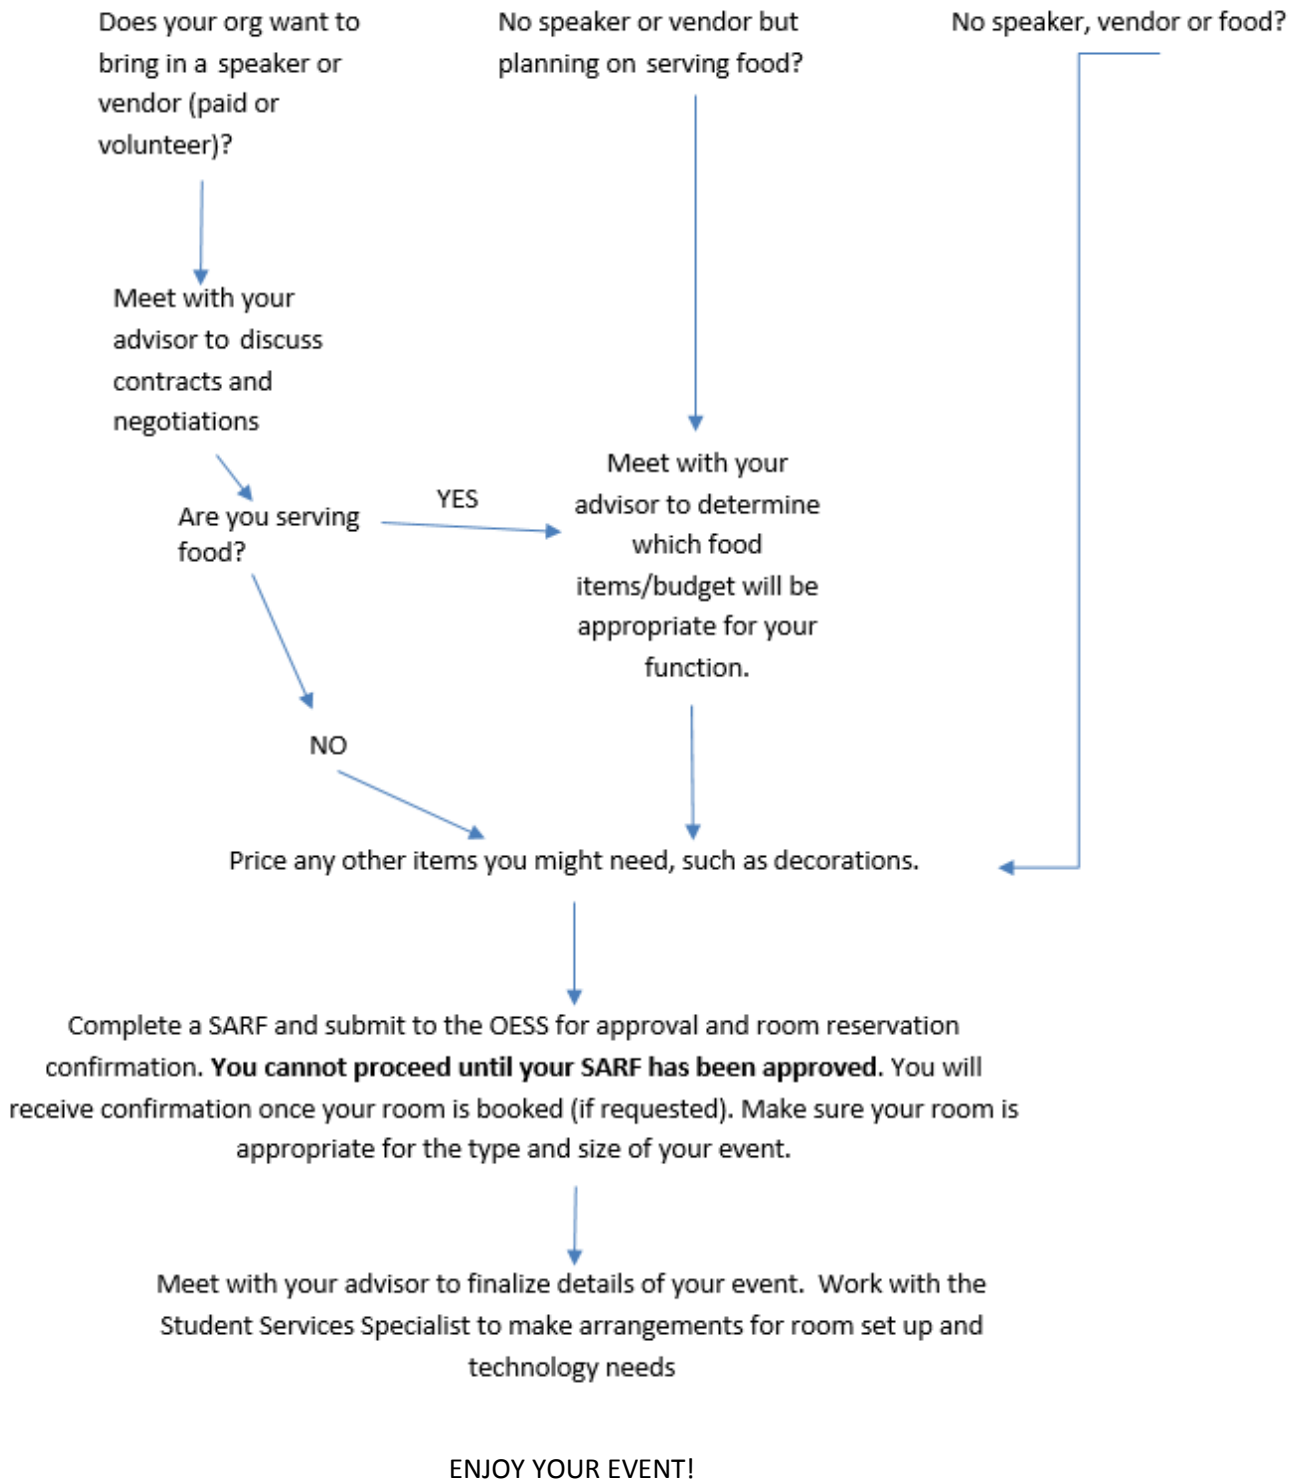 Does your org want to
bring in a speaker or
vendor (paid or
volunteer)?
No speaker or vendor but
planning on serving food?
No speaker, vendor or food?
Meet with your
advisor to discuss
contracts and
negotiations
Are you serving
food?
YES
Meet with your
advisor to determine
which food
items/budget will be
appropriate for your
function.
NO
Price any other items you might need, such as decorations.
Complete a SARF and submit to the OESS for approval and room reservation
confirmation. You cannot proceed until your SARF has been approved. You will
receive confirmation once your room is booked (if requested). Make sure your room is
appropriate for the type and size of your event.
Meet with your advisor to finalize details of your event. Work with the
Student Services Specialist to make arrangements for room set up and
technology needs
ENJOY YOUR EVENT!